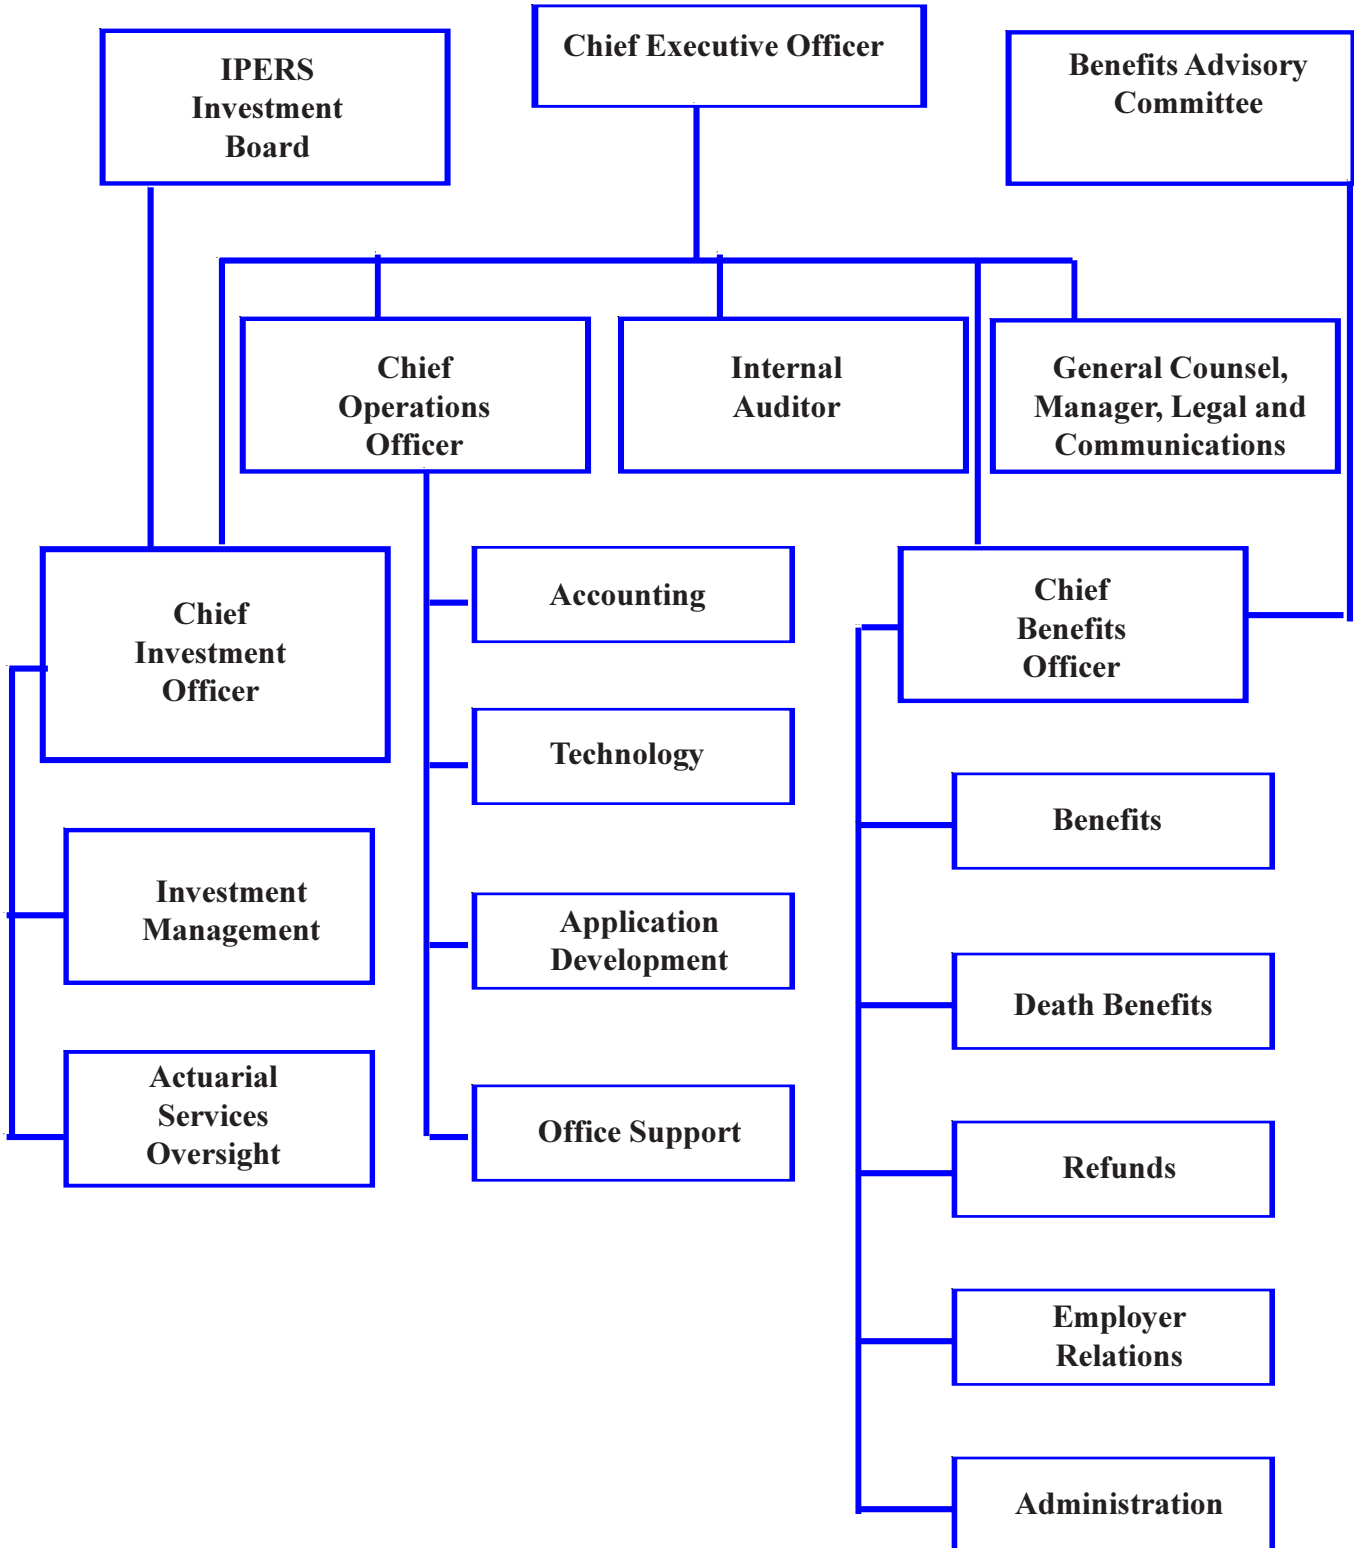 IPERS
Investment
Board
Chief Executive Officer
Benefits Advisory
Committee
Chief
Operations
Officer
Internal
Auditor
General Counsel,
Manager, Legal and
Communications
Chief
Investment
Officer
Accounting
Chief
Benefits
Officer
Technology
Benefits
Investment
Management
Application
Development
Death Benefits
Actuarial
Services
Oversight
Office Support
Refunds
Employer
Relations
Administration